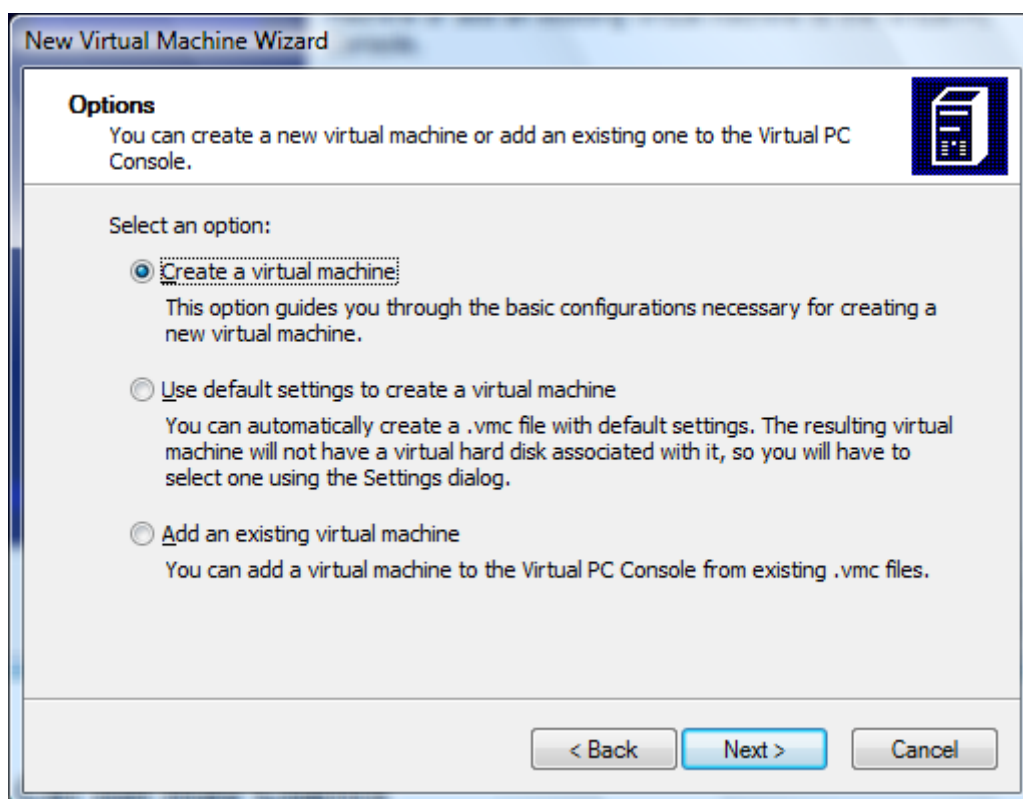 New Virtual Machine Wizard
Options
You can create a new virtual machine or add an existing one to the Virtual PC
Console.
Select an option:
Create a virtual machine
This option guides you through the basic configurations necessary for creating a
new virtual machine.
Use default settings to create a virtual machine
You can automatically create a .vmc file with default settings. The resulting virtual
machine will not have a virtual hard disk associated with it, so you will have to
select one using the Settings dialog.
Add an existing virtual machine
You can add a virtual machine to the Virtual PC Console from existing .vmc files.
< Back
Next >
Cancel